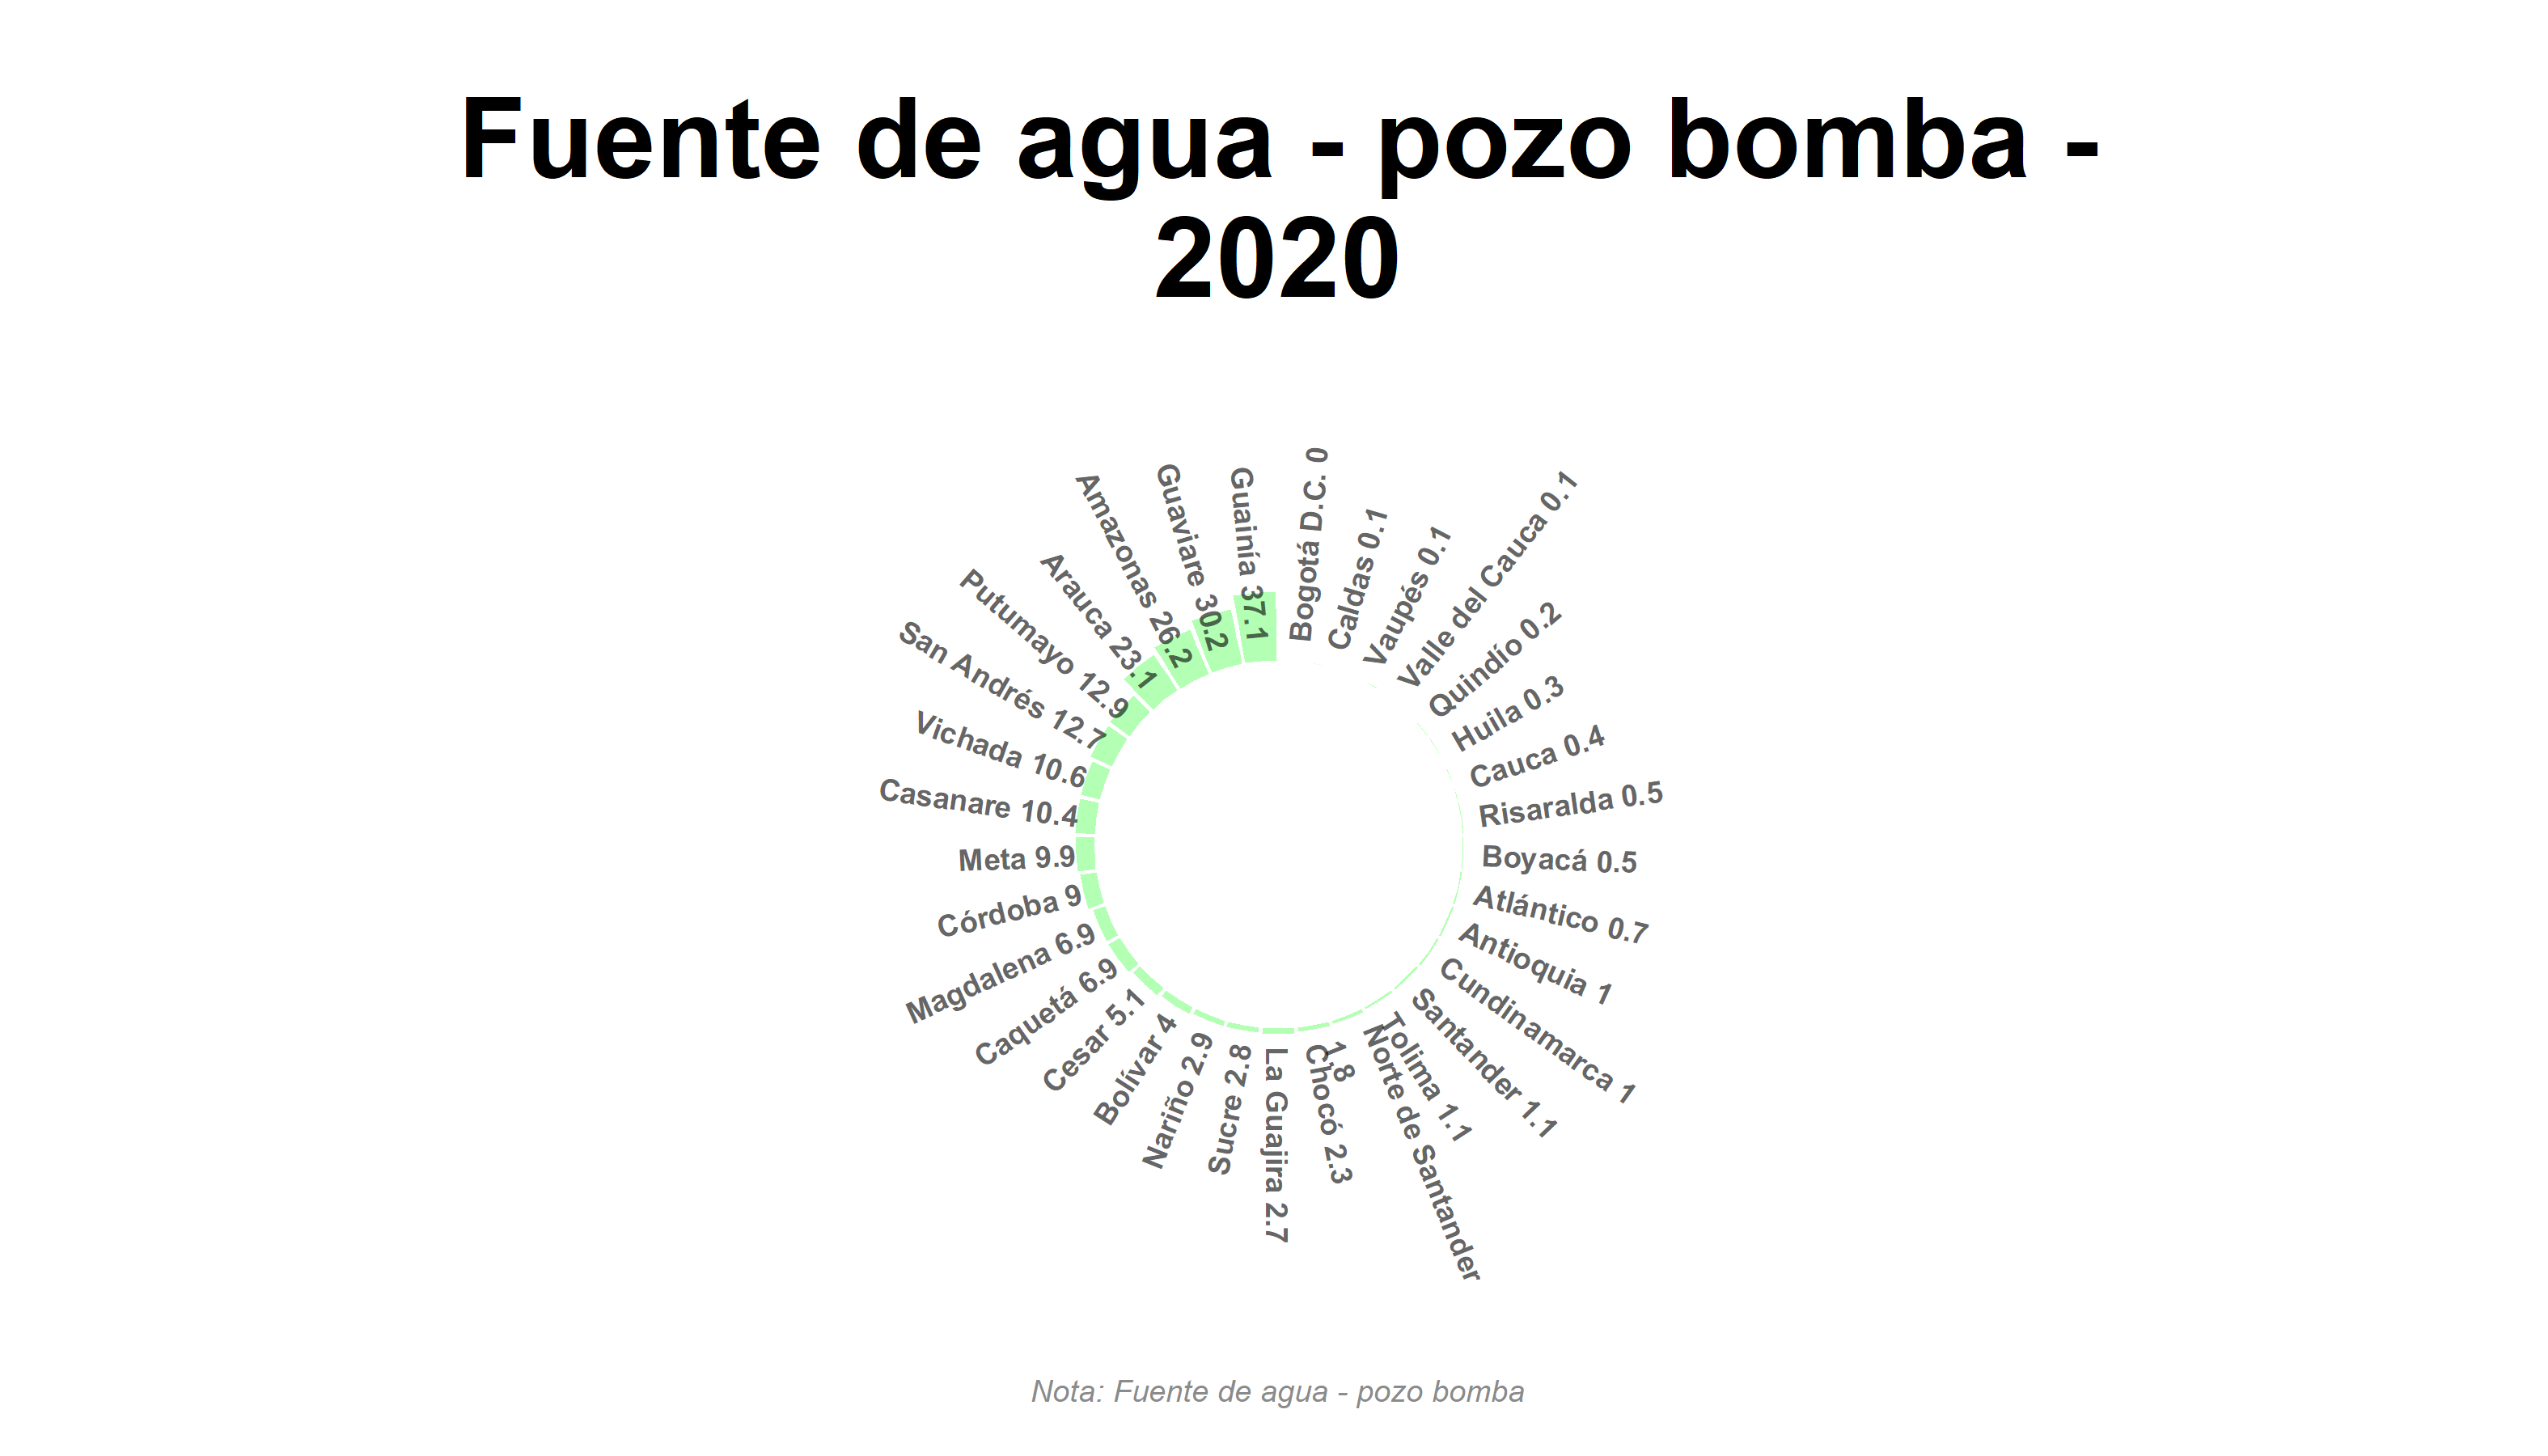 Fuente de agua - pozo bomba -
2020
Bogotá D.C. 0
Caldas 0.1
Vaupés 0.1
Valle del Cauca 0.1
Quindío 0.2
Huila 0.3
Cauca 0.4
Risaralda 0.5
Boyacá 0.5
Atlántico 0.7
Antioquia 1
Cundinamarca 1
Santander 1.1
Tolima 1.1
Norte de Santander
1.8
Chocó 2.3
La Guajira 2.7
Sucre 2.8
Nariño 2.9
Bolívar 4
Cesar 5.1
Caquetá 6.9
Magdalena 6.9
Córdoba 9
Meta 9.9
Casanare 10.4
Vichada 10.6
San Andrés 12.7
Putumayo 12.9
Arauca 23.1
Amazonas 26.2
Guaviare 30.2
Guainía 37.1
Nota: Fuente de agua - pozo bomba